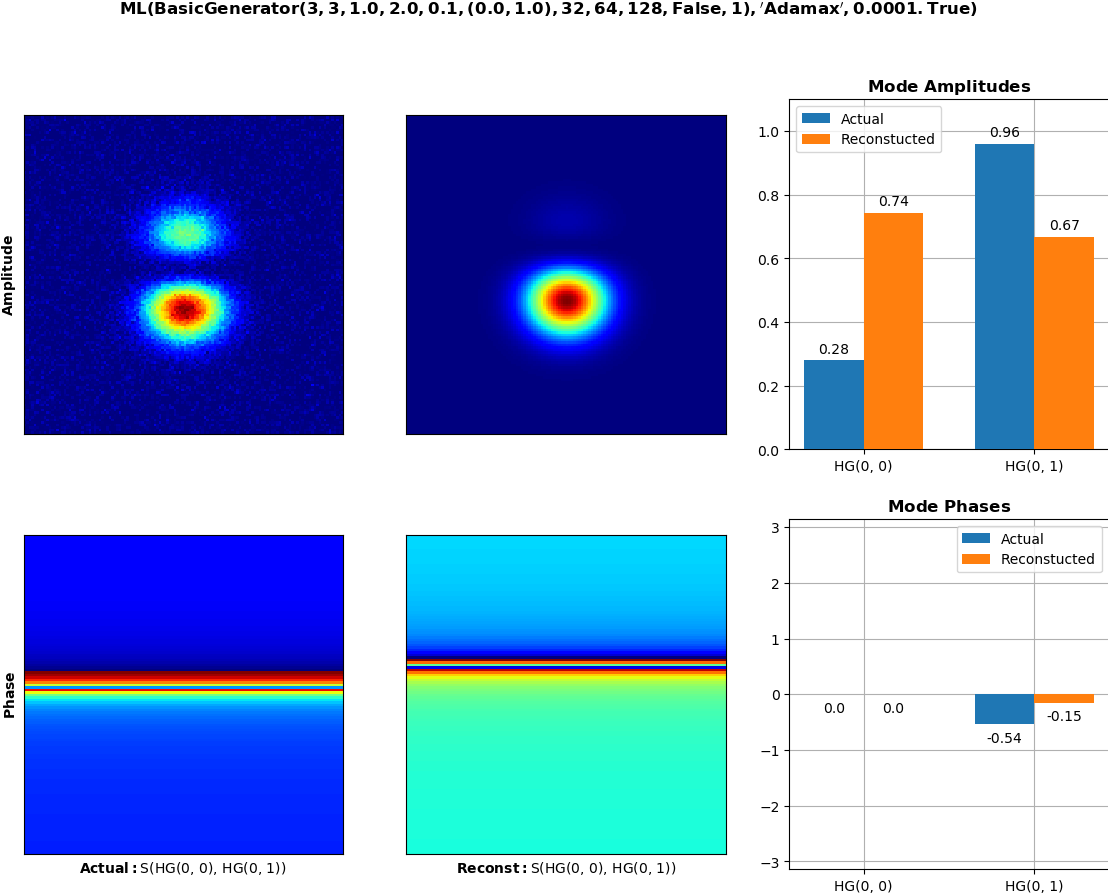 ML(BasicGenerator(3, 3, 1.0, 2.0, 0.1, (0.0, 1.0), 32, 64, 128, False, 1), ′Adamax′, 0.0001. True)
Amplitude
Mode Amplitudes
Actual
Reconstucted
1.0
0.8
0.6
0.4
0.2
0.0
0.28
0.74
0.96
0.67
HG(0, 0)
HG(0, 1)
Phase
Actual: S(HG(0, 0), HG(0, 1))
Reconst: S(HG(0, 0), HG(0, 1))
Mode Phases
Actual
Reconstucted
3
2
1
0
−1
−2
−3
0.0
0.0
-0.54
-0.15
HG(0, 0)
HG(0, 1)